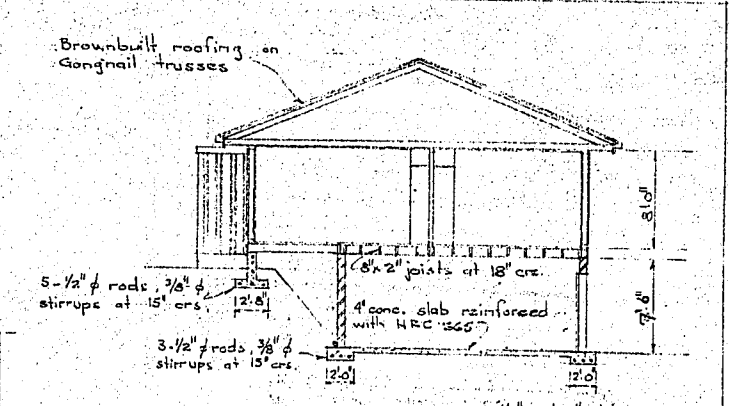 Brownbuilt roofing on
Gangnail trusses
8'.0"
8"x 2" joists at 18" crs.
5-1/2" ϕ rods, 3/8" ϕ
stirrups at 15" crs.
2'.8"
4" conc. slab reinforced
with HRC 365
7'.6"
3-1/2" ϕ rods, 3/8" ϕ
stirrups at 15" crs.
2'.0"
2'.0"